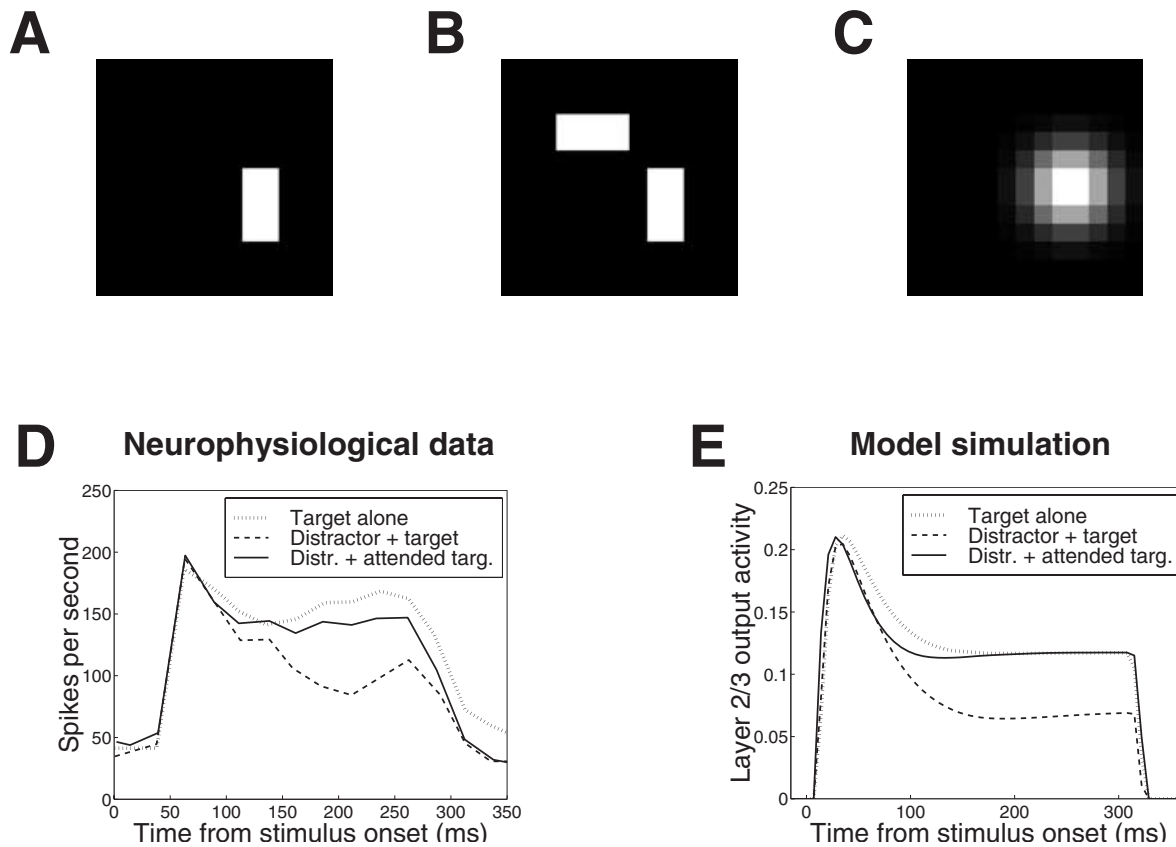 A
B
C
D
Neurophysiological data
Spikes per second
250
200
150
100
50
0
Target alone
Distractor + target
Distr. + attended targ.
0 50 100 150 200 250 300 350
Time from stimulus onset (ms)
E
Model simulation
Layer 2/3 output activity
0.25
0.2
0.15
0.1
0.05
0
Target alone
Distractor + target
Distr. + attended targ.
0 100 200 300
Time from stimulus onset (ms)